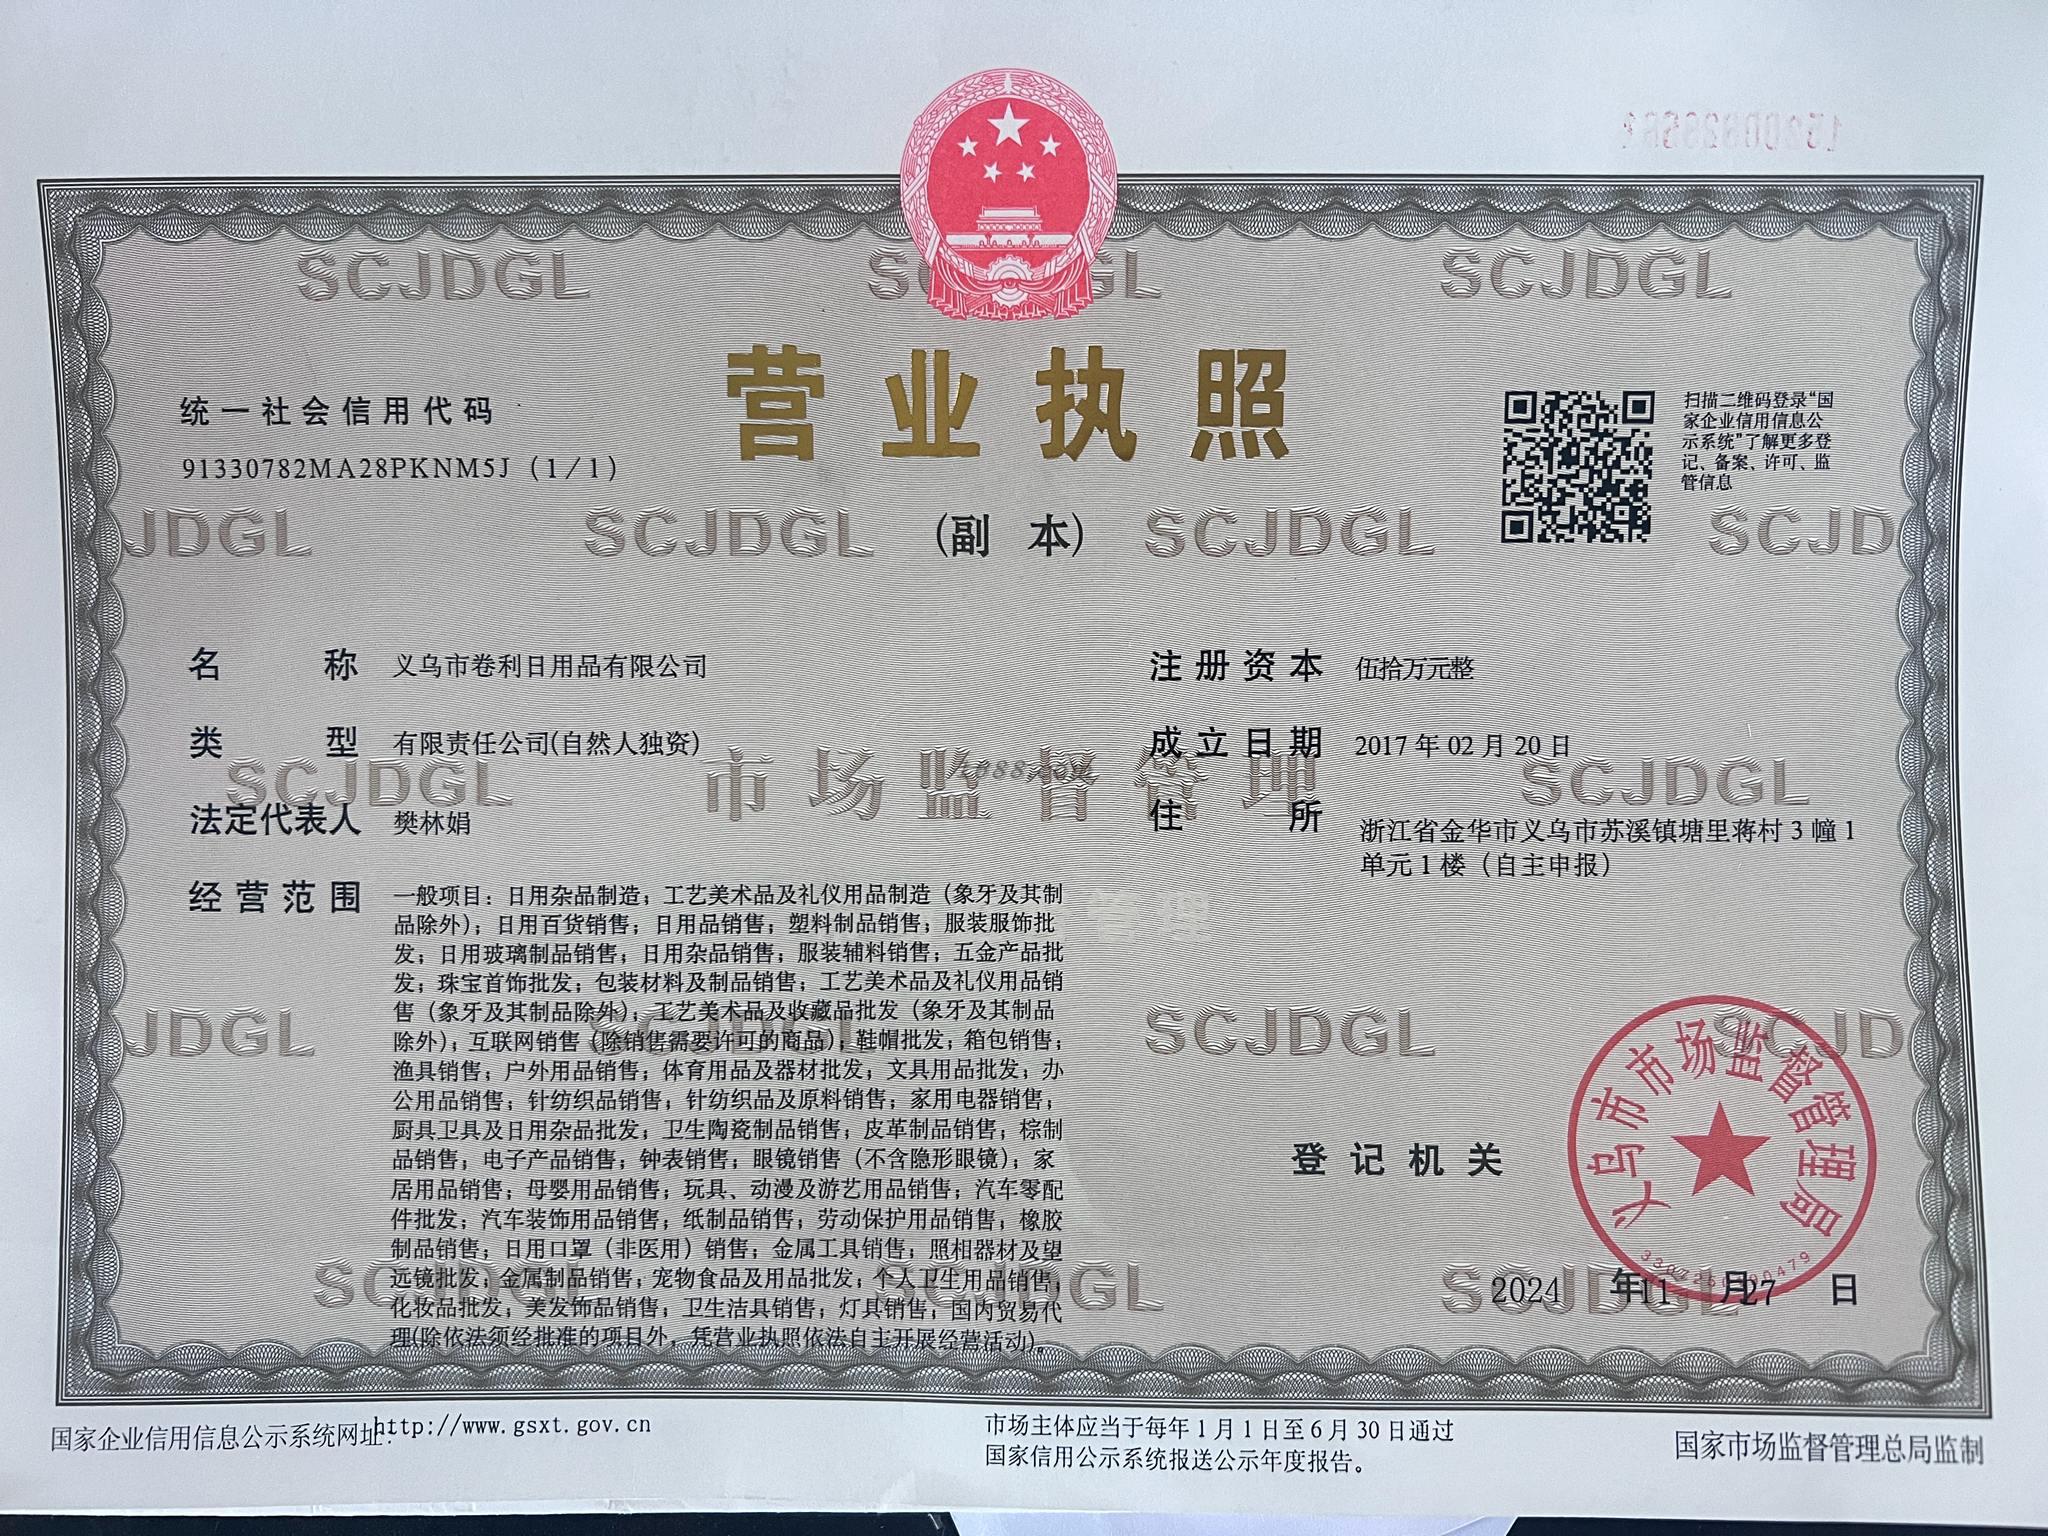 SCJDGL
SCJDGL
营业执照
(副 本)
统一社会信用代码
91330782MA28PKNM5J（1/1）
扫描二维码登录“国
家企业信用信息公
示系统”了解更多登
记、备案、许可、监
管信息
JDGL
SCJDGL
SCJDGL
SCJD
名 称 义乌市卷利日用品有限公司
类 型 有限责任公司(自然人独资)
法定代表人 樊林娟
经营范围 一般项目：日用杂品制造；工艺美术品及礼仪用品制造（象牙及其制
品除外）；日用百货销售；日用品销售；塑料制品销售；服装服饰批
发；日用玻璃制品销售；日用杂品销售；服装辅料销售；五金产品批
发；珠宝首饰批发；包装材料及制品销售；工艺美术品及礼仪用品销
售（象牙及其制品除外）；工艺美术品及收藏品批发（象牙及其制品
除外）；互联网销售（除销售需要许可的商品）；鞋帽批发；箱包销售；
渔具销售；户外用品销售；体育用品及器材批发；文具用品批发；办
公用品销售；针纺织品销售；针纺织品及原料销售；家用电器销售；
厨具卫具及日用杂品批发；卫生陶瓷制品销售；皮革制品销售；棕制
品销售；电子产品销售；钟表销售；眼镜销售（不含隐形眼镜）；家
居用品销售；母婴用品销售；玩具、动漫及游艺用品销售；汽车零配
件批发；汽车装饰用品销售；纸制品销售；劳动保护用品销售；橡胶
制品销售；日用口罩（非医用）销售；金属工具销售；照相器材及望
远镜批发；金属制品销售；宠物食品及用品批发；个人卫生用品销售；
化妆品批发；美发饰品销售；卫生洁具销售；灯具销售；国内贸易代
理(除依法须经批准的项目外，凭营业执照依法自主开展经营活动)。
注册资本 伍拾万元整
成立日期 2017 年 02 月 20 日
住 所 浙江省金华市义乌市苏溪镇塘里蒋村 3 幢 1
单元 1 楼（自主申报）
SCJDGL
市场监督管理
SCJDGL
管理
JDGL
SCJDGL
SCJDGL
登记机关
义乌市市场监督管理局
2024 年11 月27 日
SCJDGL
SCJDGL
SCJDGL
国家企业信用信息公示系统网址:http://www.gsxt.gov.cn
市场主体应当于每年 1 月 1 日至 6 月 30 日通过
国家信用公示系统报送公示年度报告。
国家市场监督管理总局监制